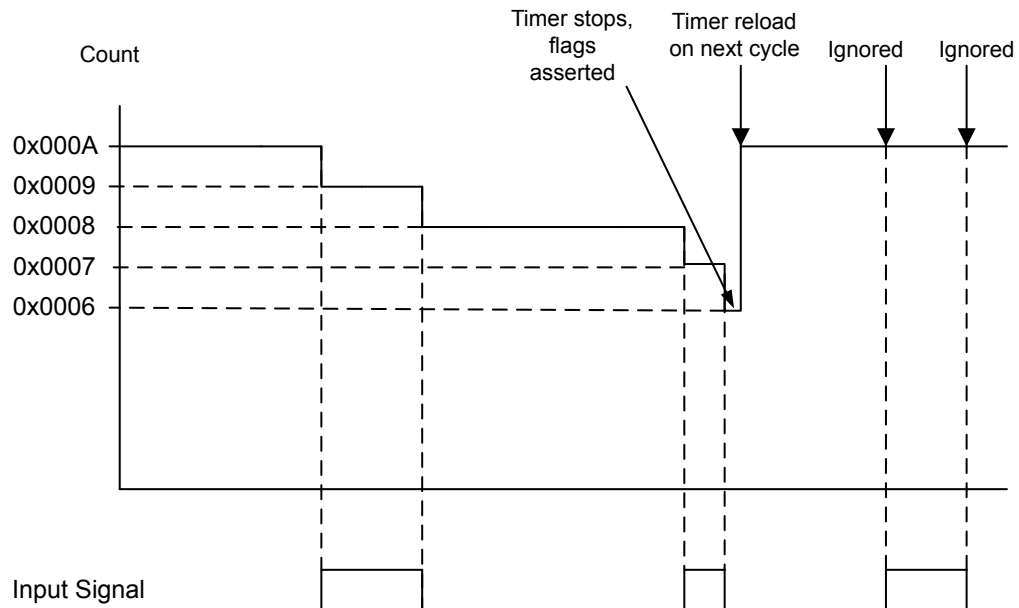 Timer stops,
flags
asserted
Timer reload
on next cycle
Ignored
Ignored
Count
0x000A
0x0009
0x0008
0x0007
0x0006
Input Signal